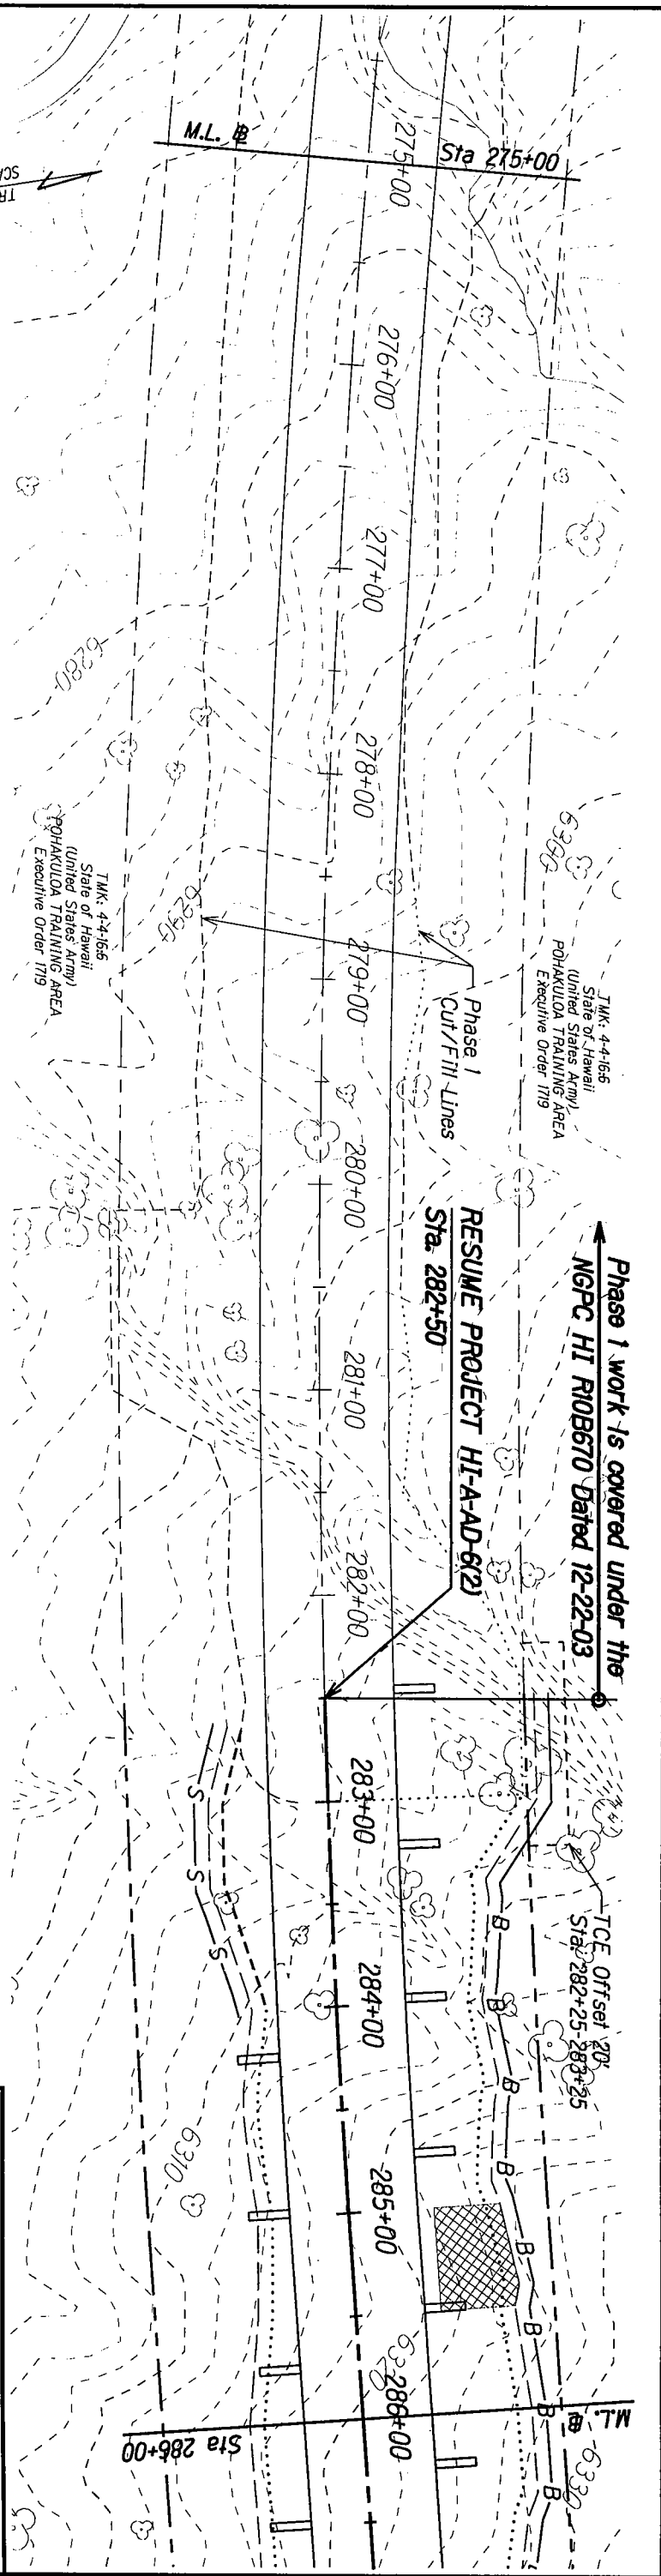 M.L. ⅊
Sta 275+00
275+00
276+00
277+00
278+00
279+00
280+00
281+00
282+00
283+00
284+00
285+00
286+00
6280
6290
6300
6310
6320
6330
TMK: 4-4-16:6
State of Hawaii
(United States Army)
POHAKULOA TRAINING AREA
Executive Order 1719
TMK: 4-4-16:6
State of Hawaii
(United States Army)
POHAKULOA TRAINING AREA
Executive Order 1719
Phase 1
Cut/Fill Lines
Phase 1 work is covered under the
NGPC HI R10B670 Dated 12-22-03
RESUME PROJECT HI-A-AD-6(2)
Sta. 282+50
TCE Offset 20'
Sta. 282+25-283+25
S
S
S
B
B
B
B
B
B
B
B
M.L. ⅊
Sta 286+00